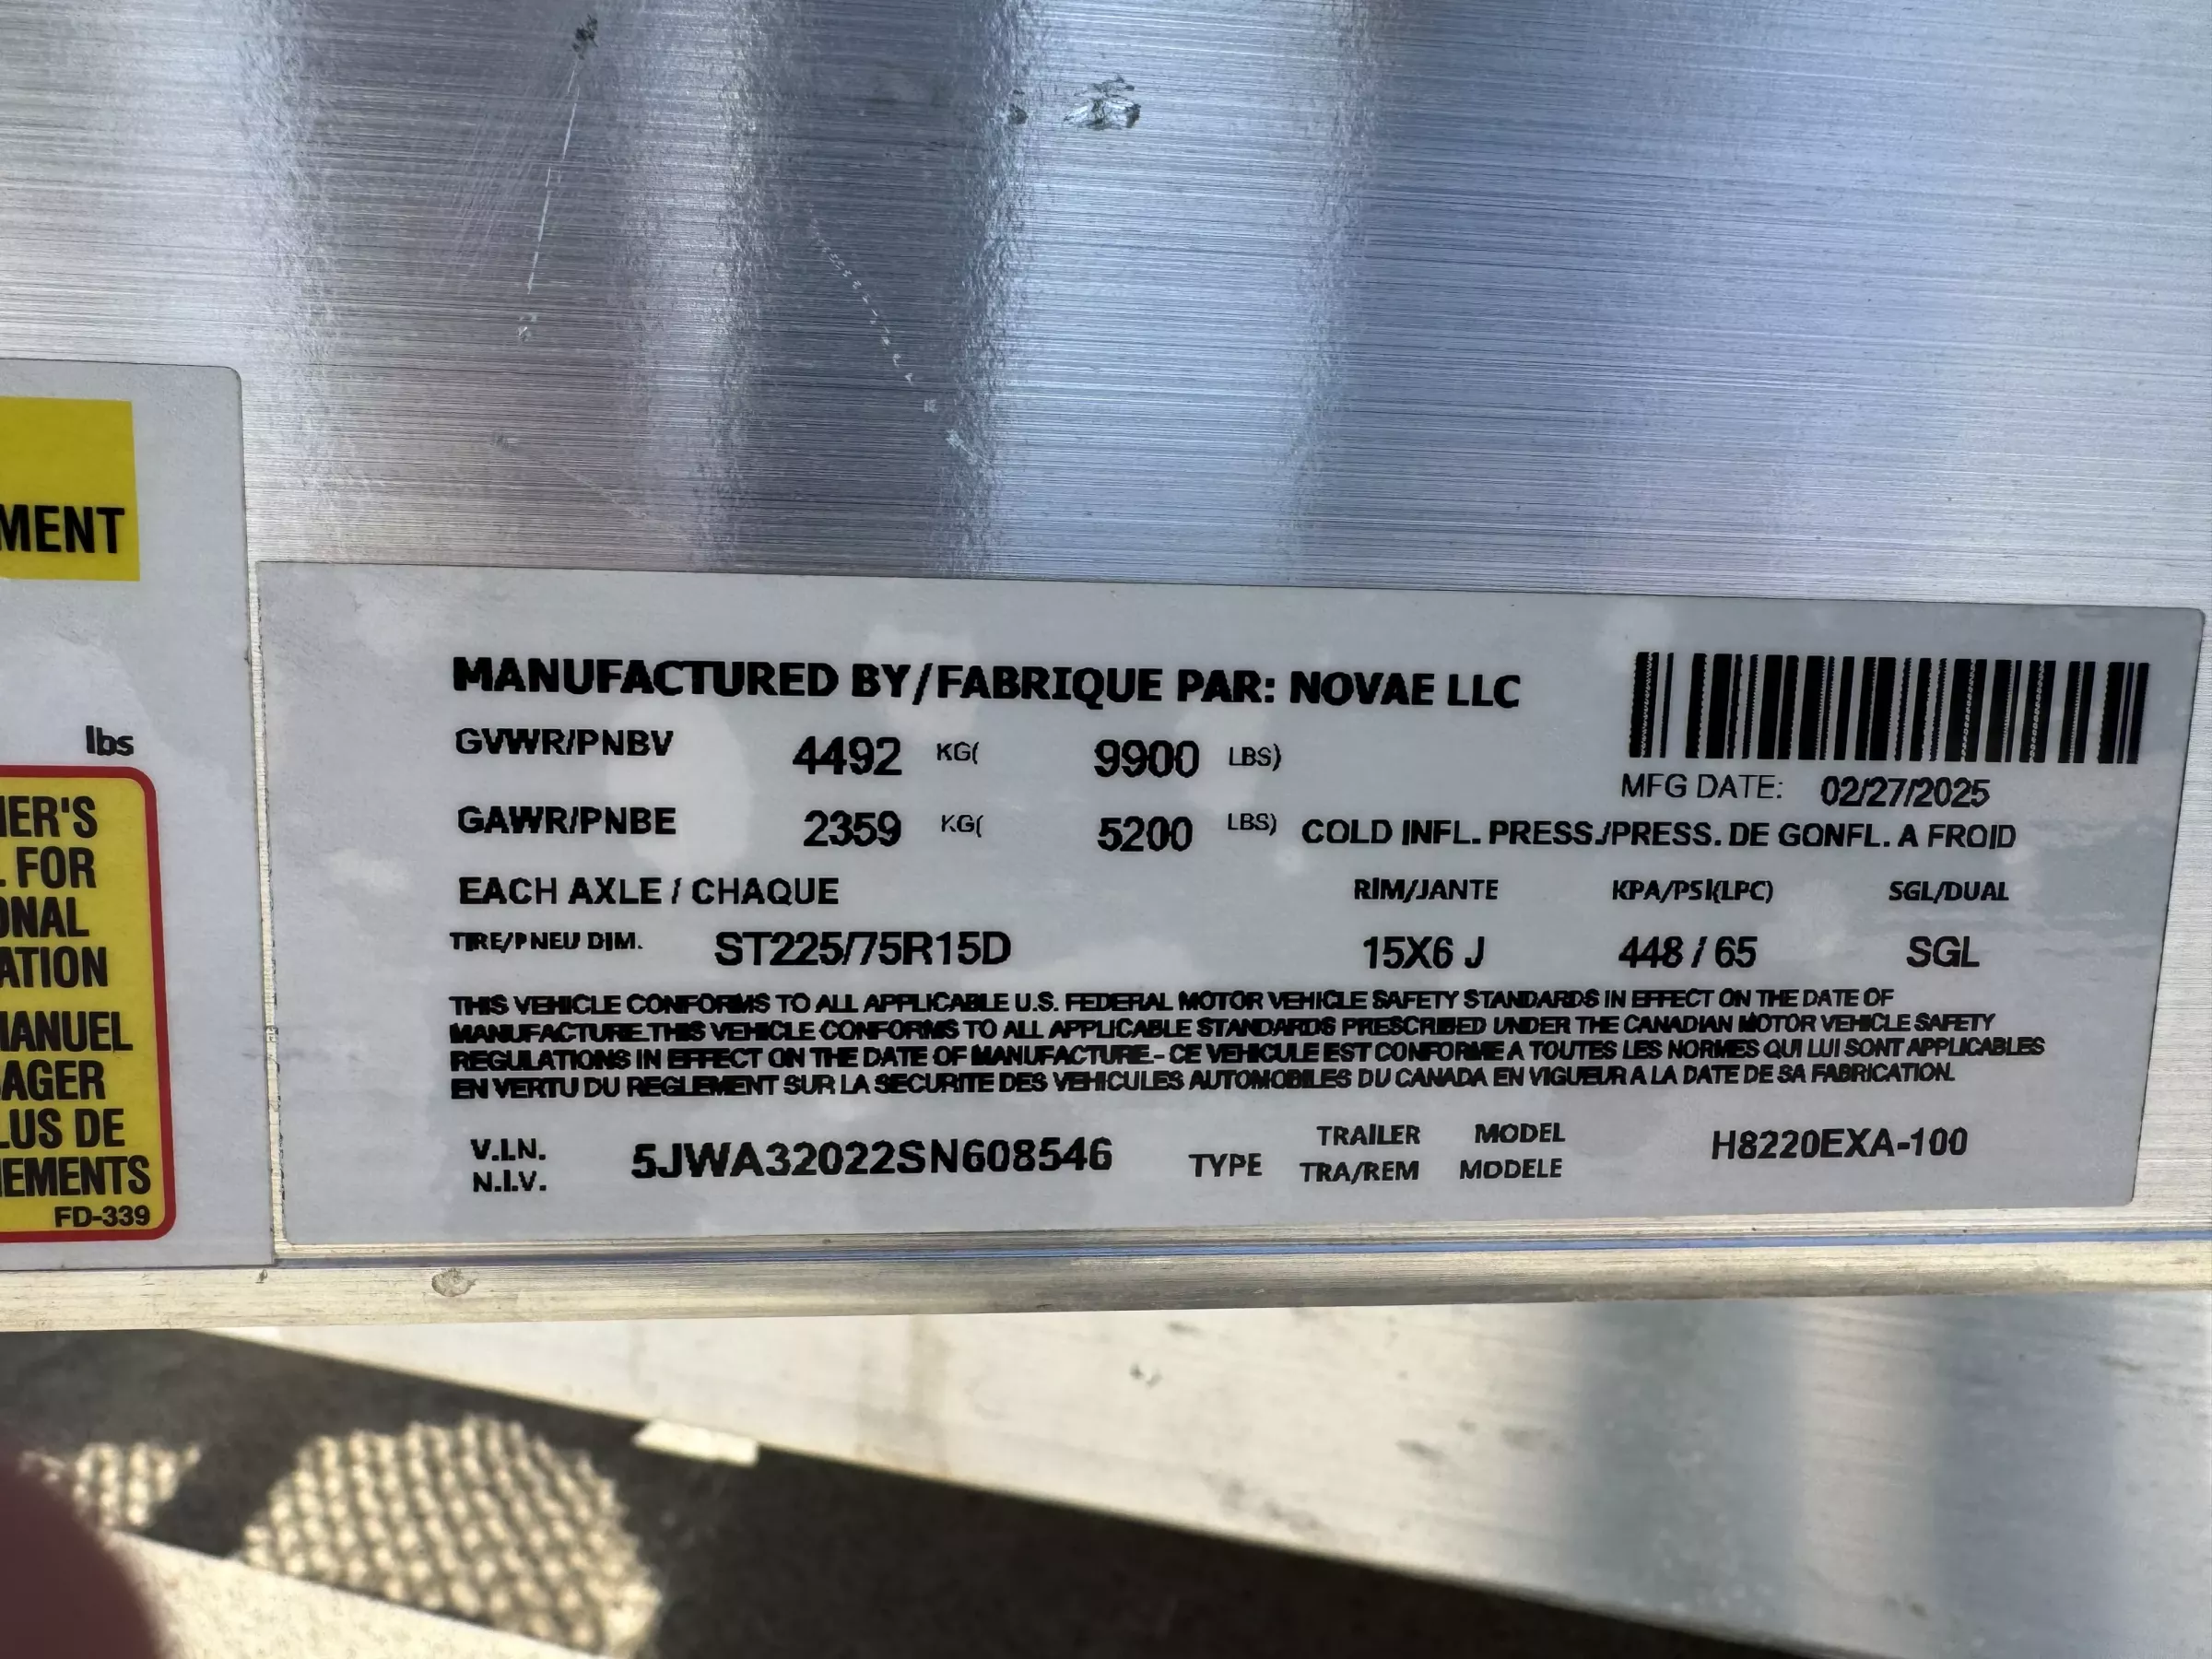 MENT
lbs
IER'S
L FOR
ONAL
ATION
MANUEL
AGER
LUS DE
IEMENTS
FD-339
MANUFACTURED BY/FABRIQUE PAR: NOVAE LLC
GVWR/PNBV 4492 KG( 9900 LBS)
MFG DATE: 02/27/2025
GAWR/PNBE 2359 KG( 5200 LBS) COLD INFL. PRESS./PRESS. DE GONFL. A FROID
EACH AXLE / CHAQUE RIM/JANTE KPA/PSI(LPC) SGL/DUAL
TIRE/PNEU DIM. ST225/75R15D 15X6 J 448 / 65 SGL
THIS VEHICLE CONFORMS TO ALL APPLICABLE U.S. FEDERAL MOTOR VEHICLE SAFETY STANDARDS IN EFFECT ON THE DATE OF
MANUFACTURE.THIS VEHICLE CONFORMS TO ALL APPLICABLE STANDARDS PRESCRIBED UNDER THE CANADIAN MOTOR VEHICLE SAFETY
REGULATIONS IN EFFECT ON THE DATE OF MANUFACTURE.- CE VEHICULE EST CONFORME A TOUTES LES NORMES QUI LUI SONT APPLICABLES
EN VERTU DU REGLEMENT SUR LA SECURITE DES VEHICULES AUTOMOBILES DU CANADA EN VIGUEUR A LA DATE DE SA FABRICATION.
V.I.N. 5JWA32022SN608546 TYPE TRAILER MODEL H8220EXA-100
N.I.V. TRA/REM MODELE